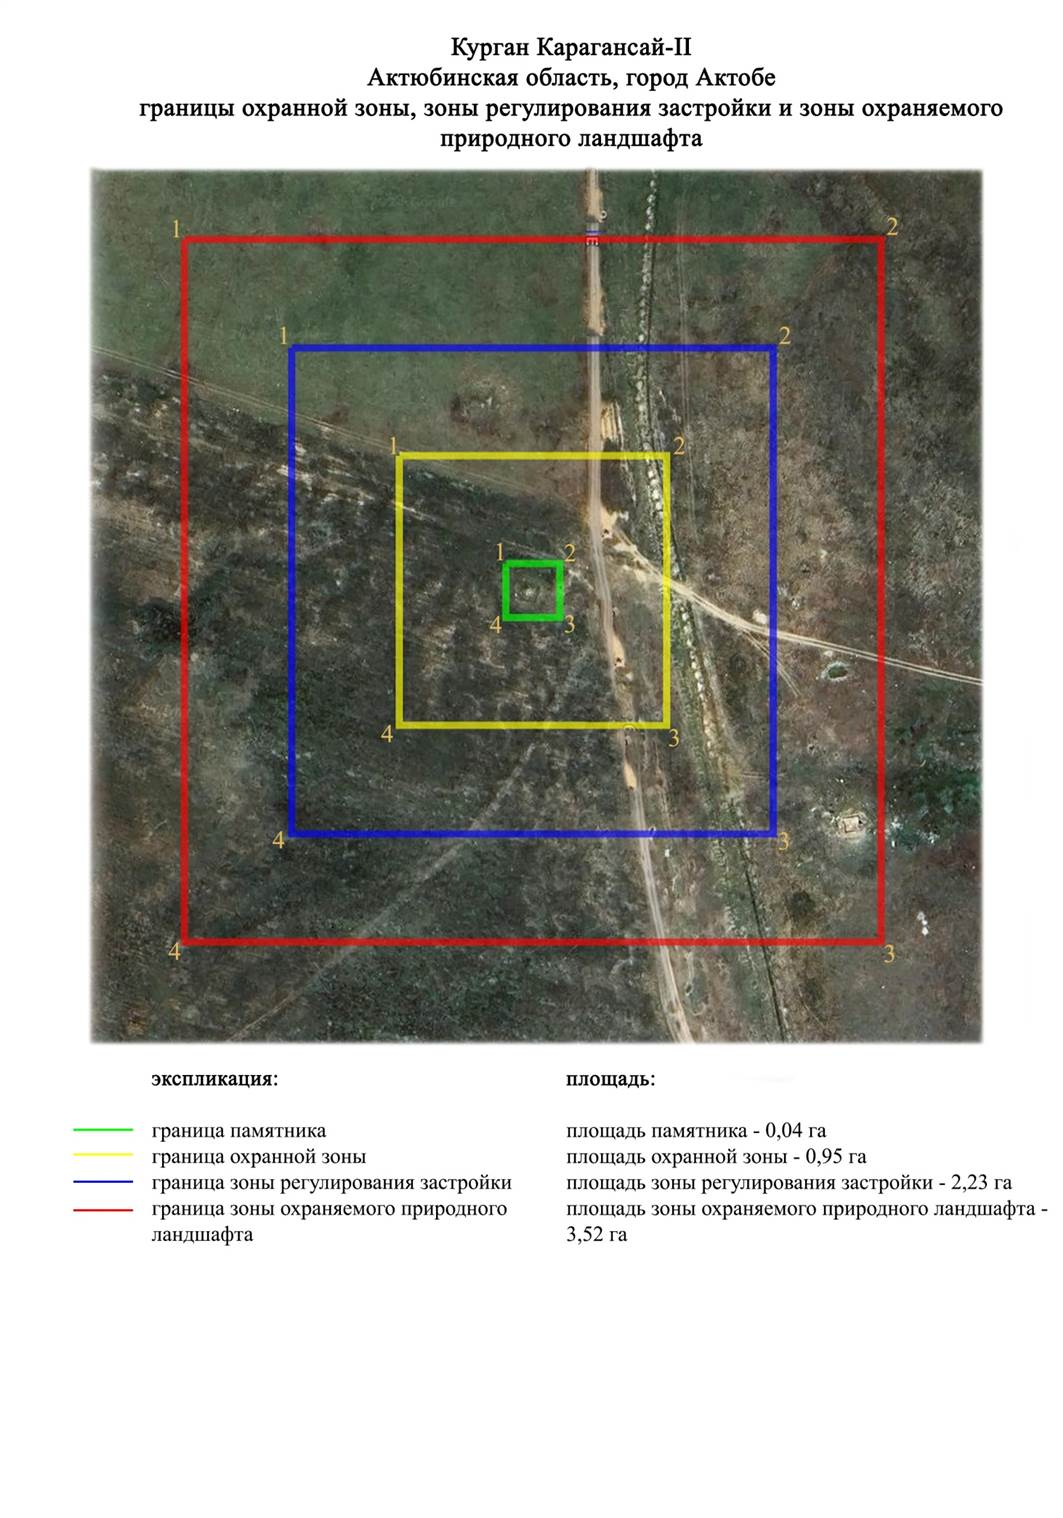 Курган Карагансай-II
Актюбинская область, город Актобе
границы охранной зоны, зоны регулирования застройки и зоны охраняемого
природного ландшафта
1 2
1 2
1 2
1 2
4 3
4 3
4 3
4 3
экспликация: площадь:
граница памятника площадь памятника - 0,04 га
граница охранной зоны площадь охранной зоны - 0,95 га
граница зоны регулирования застройки площадь зоны регулирования застройки - 2,23 га
граница зоны охраняемого природного площадь зоны охраняемого природного ландшафта -
ландшафта 3,52 га